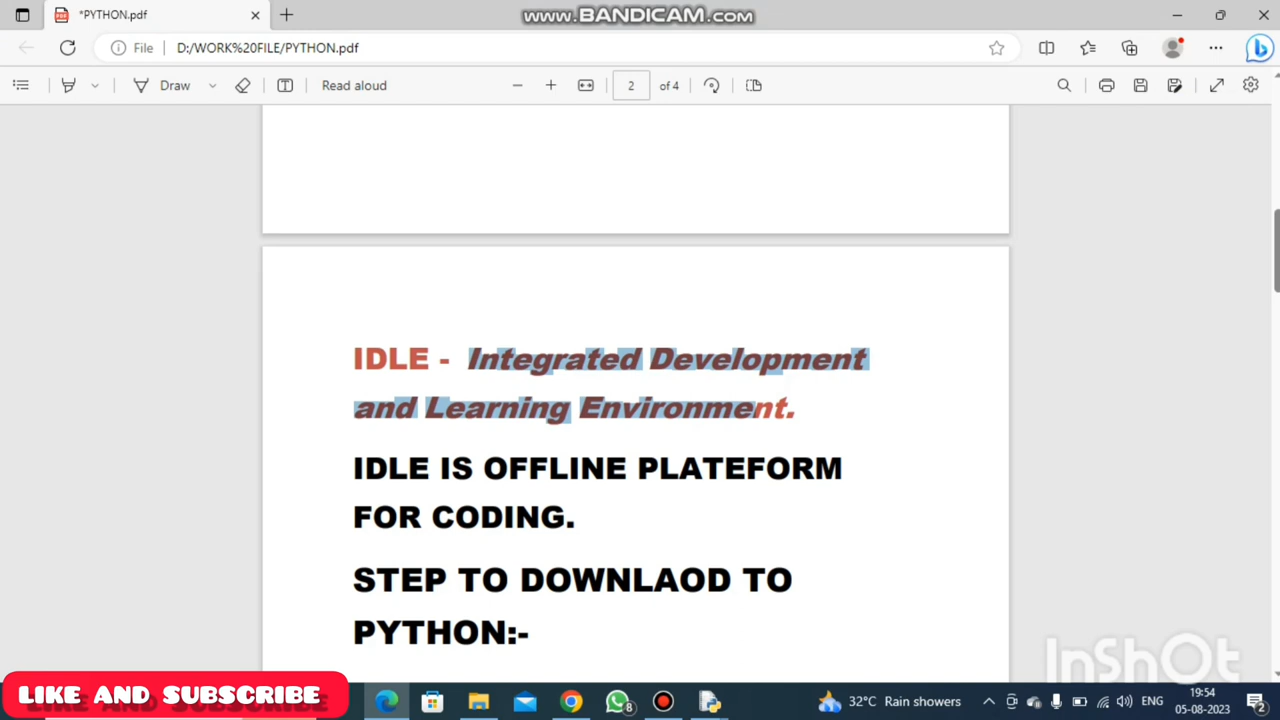 *PYTHON.pdf
www.BANDICAM.com
File D:/WORK%20FILE/PYTHON.pdf
Draw Read aloud 2 of 4
IDLE - Integrated Development
and Learning Environment.
IDLE IS OFFLINE PLATEFORM
FOR CODING.
STEP TO DOWNLAOD TO
PYTHON:-
InShOt
LIKE AND SUBSCRIBE
8
32°C Rain showers
ENG
19:54
05-08-2023
2